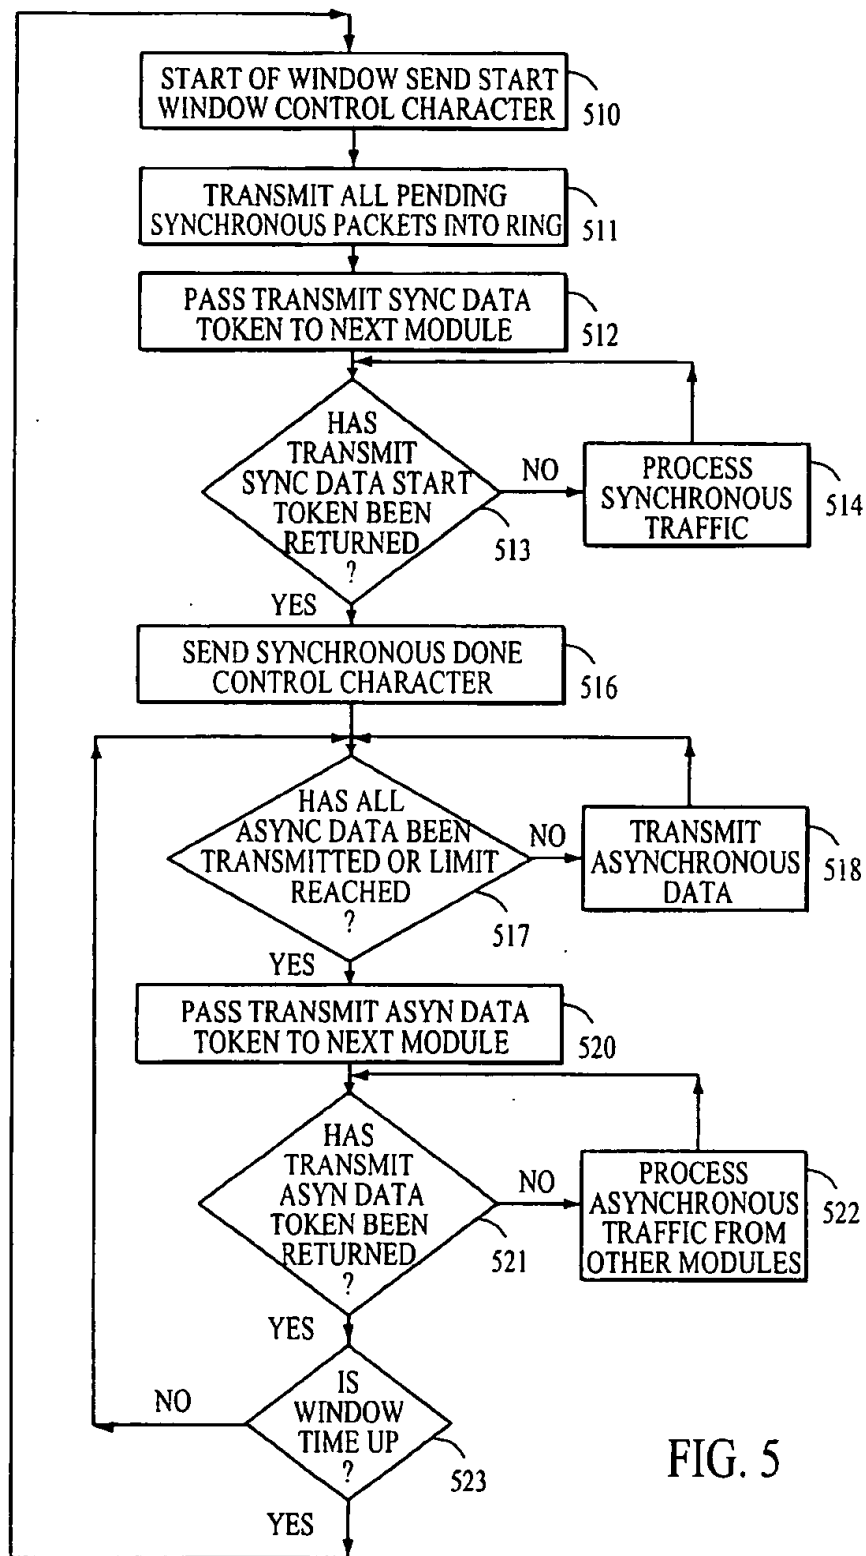 START OF WINDOW SEND START
WINDOW CONTROL CHARACTER
510
TRANSMIT ALL PENDING
SYNCHRONOUS PACKETS INTO RING
511
PASS TRANSMIT SYNC DATA
TOKEN TO NEXT MODULE
512
HAS
TRANSMIT
SYNC DATA START
TOKEN BEEN
RETURNED
?
513
NO
PROCESS
SYNCHRONOUS
TRAFFIC
514
YES
SEND SYNCHRONOUS DONE
CONTROL CHARACTER
516
HAS ALL
ASYNC DATA BEEN
TRANSMITTED OR LIMIT
REACHED
?
517
NO
TRANSMIT
ASYNCHRONOUS
DATA
518
YES
PASS TRANSMIT ASYN DATA
TOKEN TO NEXT MODULE
520
HAS
TRANSMIT
ASYN DATA
TOKEN BEEN
RETURNED
?
521
NO
PROCESS
ASYNCHRONOUS
TRAFFIC FROM
OTHER MODULES
522
YES
IS
WINDOW
TIME UP
?
523
NO
YES
FIG. 5